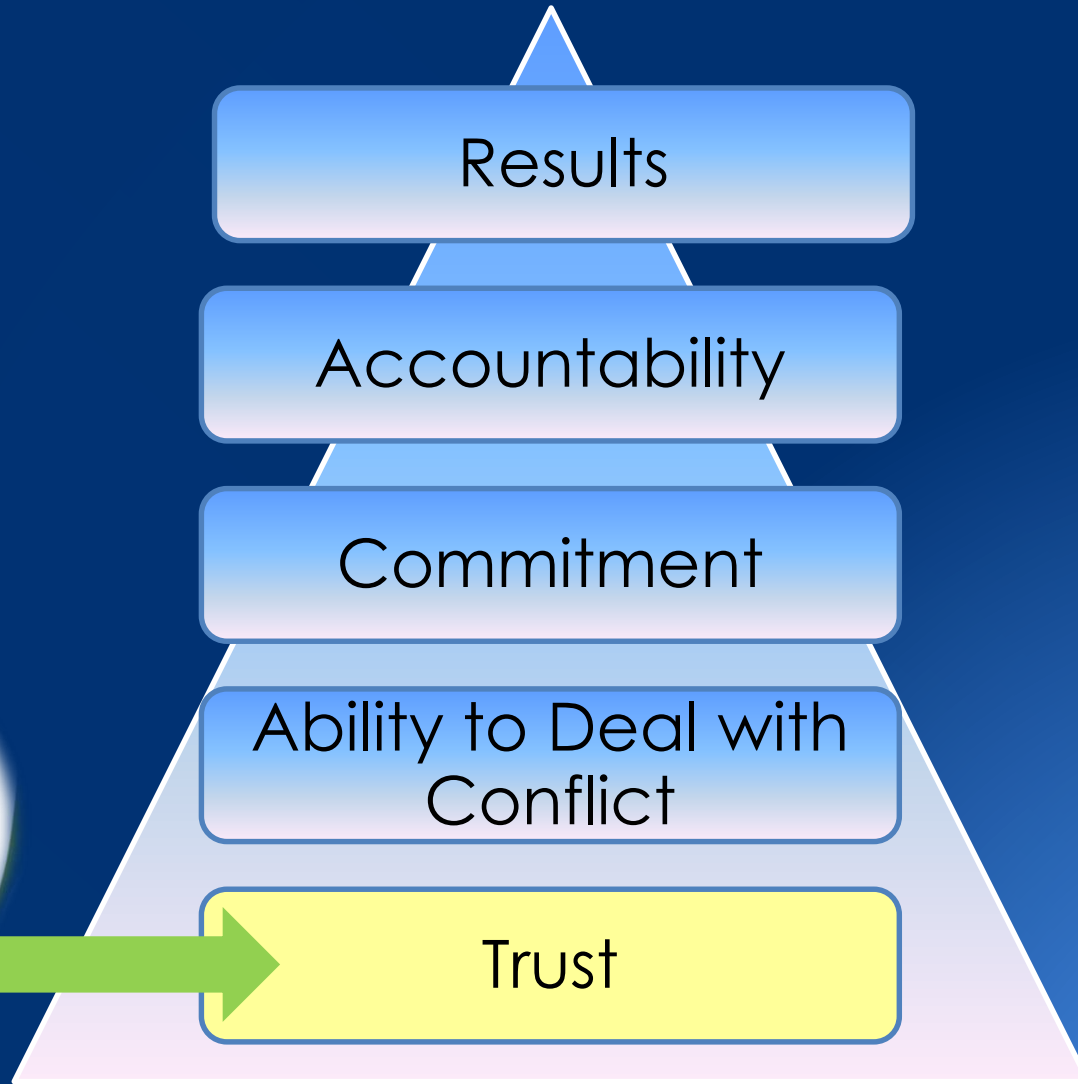 Results
Accountability
Commitment
Ability to Deal with
Conflict
Trust